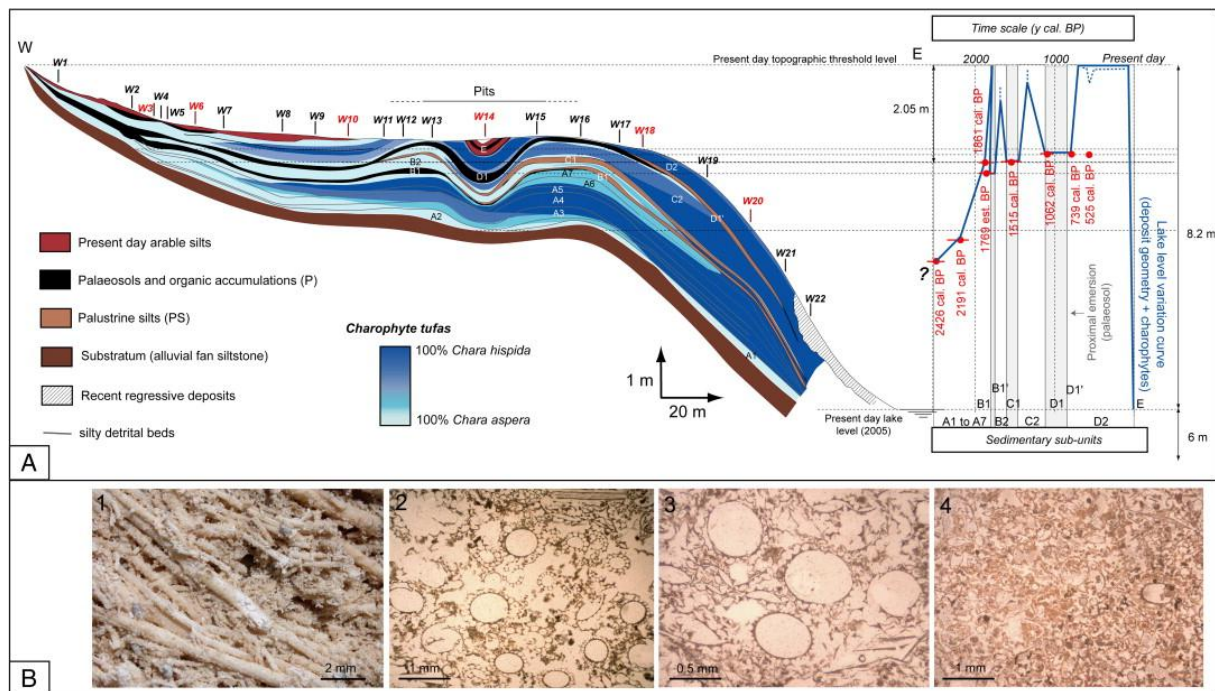 W
W1
W2
W3
W4
W5
W6
W7
W8
W9
W10
W11
W12
W13
Pits
W14
W15
W16
W17
W18
W19
W20
W21
W22
E
B2
B1
D1
E
C1
A7
B1'
A6
A5
A4
A3
A2
A1
D2
C2
D1'
Present day topographic threshold level
Present day arable silts
Palaeosols and organic accumulations (P)
Palustrine silts (PS)
Substratum (alluvial fan siltstone)
Recent regressive deposits
silty detrital beds
Charophyte tufas
100% Chara hispida
100% Chara aspera
1 m
20 m
Present day lake
level (2005)
Time scale (y cal. BP)
2000
1000
Present day
2.05 m
8.2 m
6 m
?
2426 cal. BP
2191 cal. BP
1861 cal. BP
1769 est. BP
1515 cal. BP
1062 cal. BP
739 cal. BP
525 cal. BP
Proximal emersion
(palaeosol)
Lake level variation curve
(deposit geometry + charophytes)
B1'
B1
C1
D1'
D1
E
A1 to A7
B2
C2
D2
Sedimentary sub-units
A
B
1
2 mm
2
1 mm
3
0.5 mm
4
1 mm